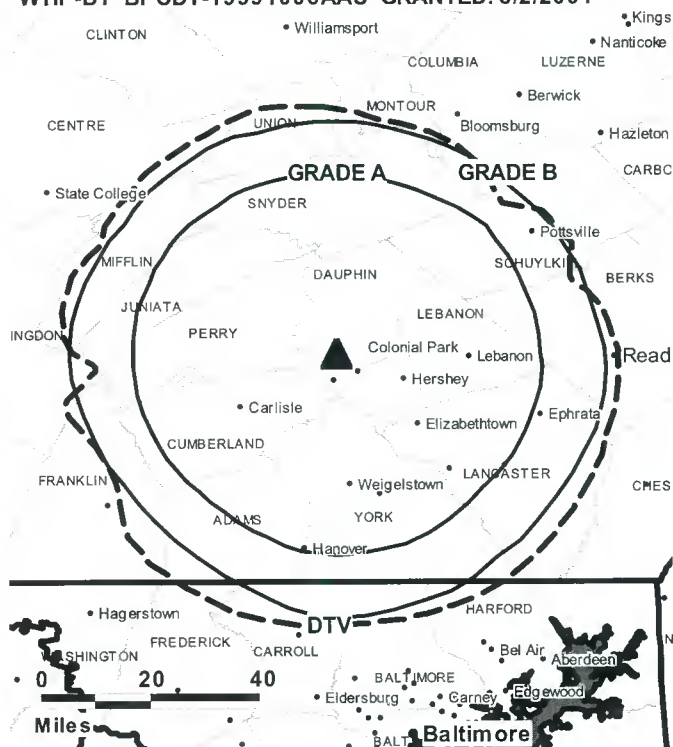 Kings
CLINTON
Williamsport
Nanticoke
COLUMBIA
LUZERNE
Berwick
MONTOUR
CENTRE
UNION
Bloomsburg
Hazleton
GRADE A
GRADE B
CARBC
State College
SNYDER
Pottsville
MIFFLIN
SCHUYLKI
DAUPHIN
BERKS
JUNIATA
LEBANON
INGDON
PERRY
Colonial Park
Lebanon
Read
Hershey
Carlisle
Elizabethtown
Ephrata
CUMBERLAND
FRANKLIN
Weigelstown
LANCASTER
CHES
ADAMS
YORK
Hanover
Hagerstown
DTV
HARFORD
FREDERICK
CARROLL
SHINGTON
Bel Air
Aberdeen
0 20 40
BALTIMORE
Eldersburg
Carney
Edgewood
Miles
BALT
Baltimore